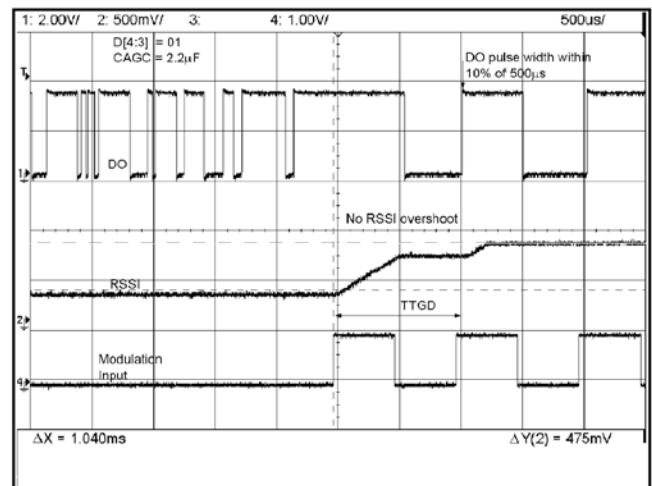 1: 2.00V/ 2: 500mV/ 3: 4: 1.00V/ 500us/
D[4:3] = 01
CAGC = 2.2µF
DO pulse width within
10% of 500µs
T
DO
1
No RSSI overshoot
RSSI
TTGD
2
Modulation
Input
4
ΔX = 1.040ms ΔY(2) = 475mV